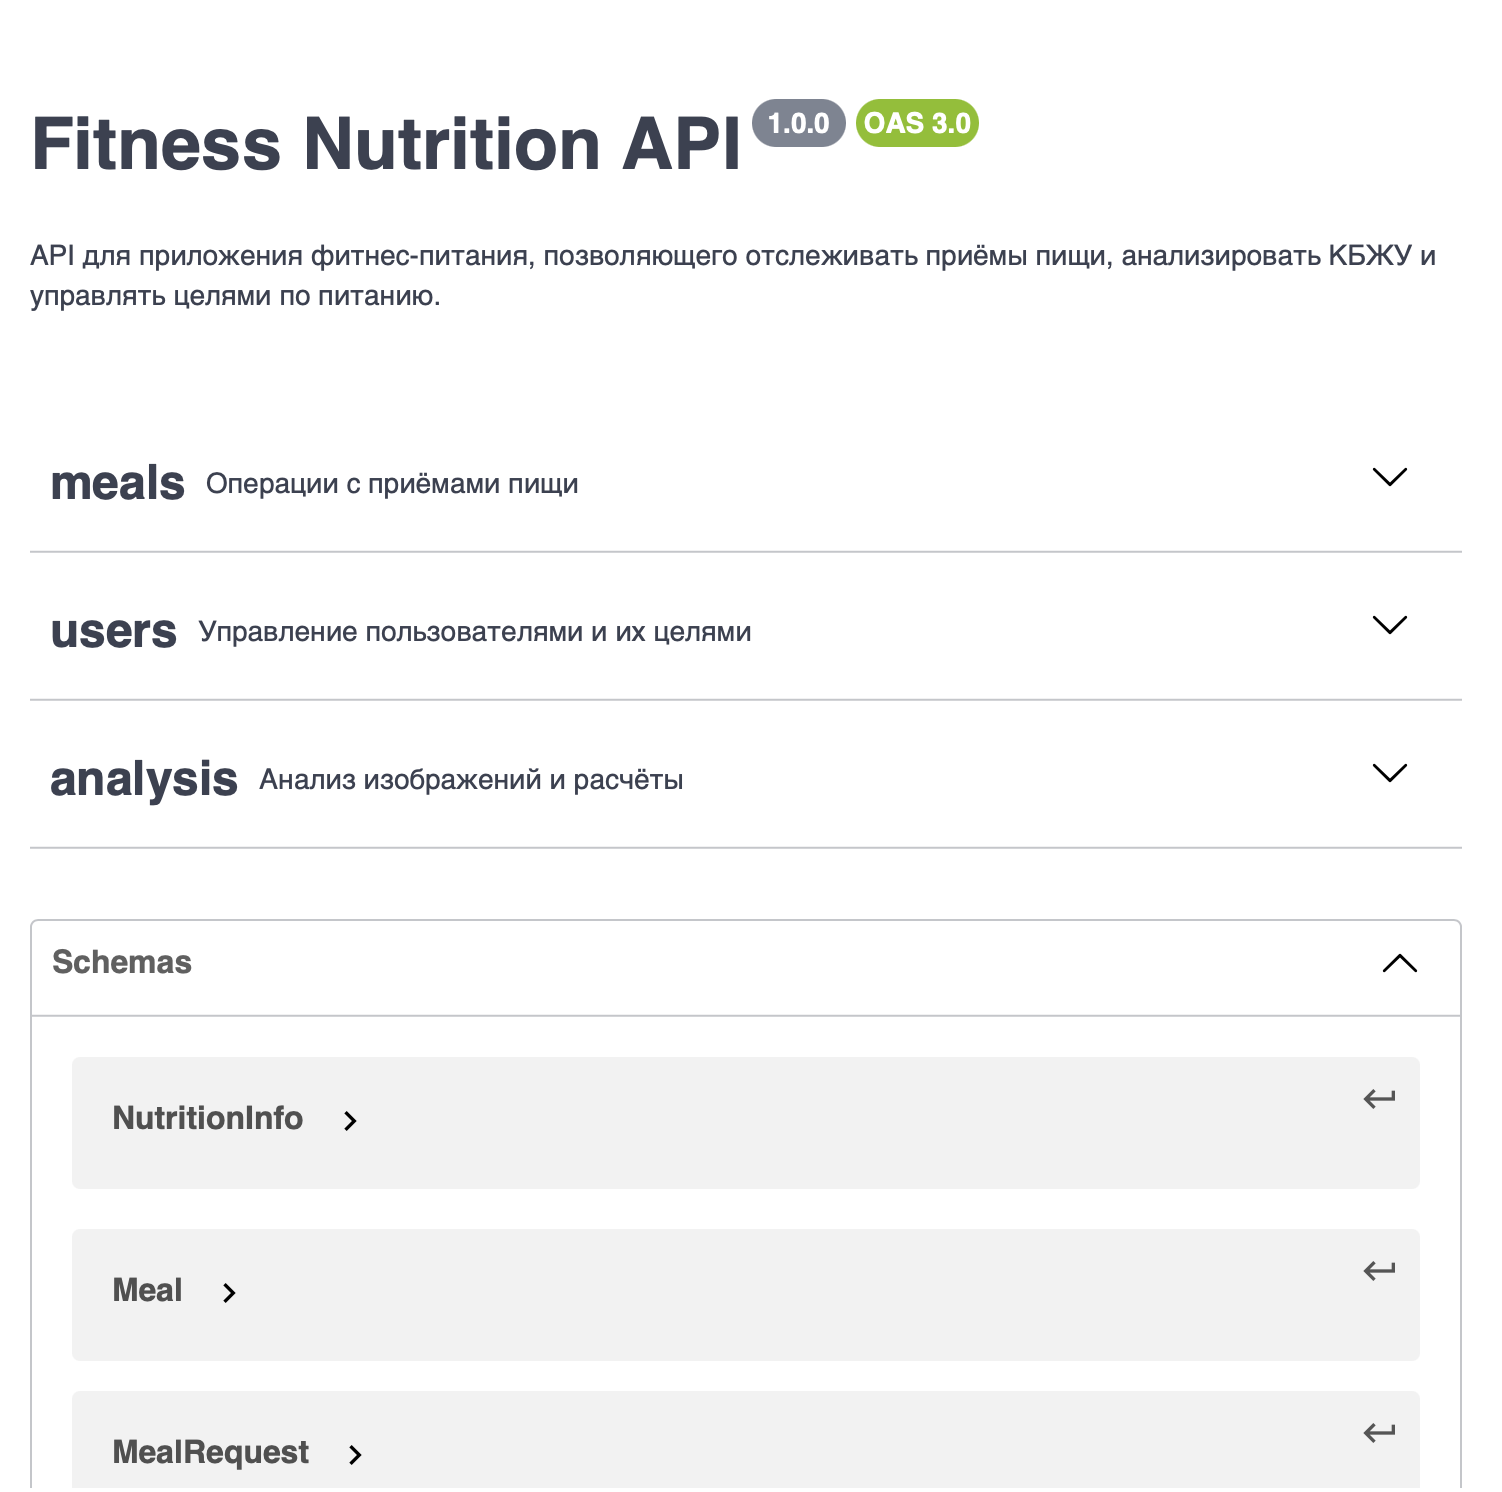 Fitness Nutrition API 1.0.0 OAS 3.0
API для приложения фитнес-питания, позволяющего отслеживать приёмы пищи, анализировать КБЖУ и
управлять целями по питанию.
meals Операции с приёмами пищи
users Управление пользователями и их целями
analysis Анализ изображений и расчёты
Schemas
NutritionInfo
Meal
MealRequest